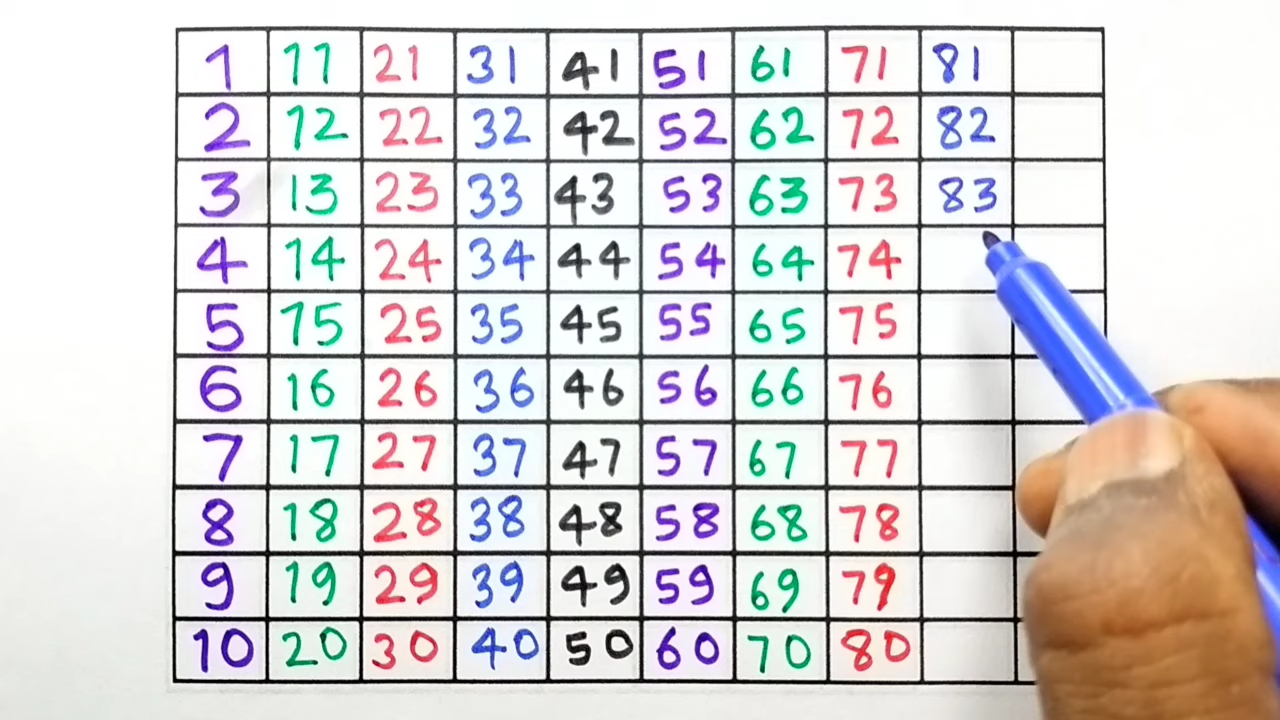 1 11 21 31 41 51 61 71 81
2 12 22 32 42 52 62 72 82
3 13 23 33 43 53 63 73 83
4 14 24 34 44 54 64 74
5 15 25 35 45 55 65 75
6 16 26 36 46 56 66 76
7 17 27 37 47 57 67 77
8 18 28 38 48 58 68 78
9 19 29 39 49 59 69 79
10 20 30 40 50 60 70 80